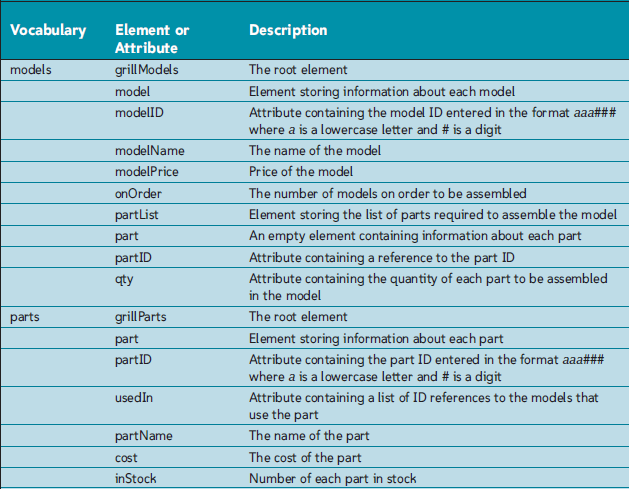 Vocabulary Element or Attribute Description
models grillModels The root element
model Element storing information about each model
modelID Attribute containing the model ID entered in the format aaa###
where a is a lowercase letter and # is a digit
modelName The name of the model
modelPrice Price of the model
onOrder The number of models on order to be assembled
partList Element storing the list of parts required to assemble the model
part An empty element containing information about each part
partID Attribute containing a reference to the part ID
qty Attribute containing the quantity of each part to be assembled
in the model
parts grillParts The root element
part Element storing information about each part
partID Attribute containing the part ID entered in the format aaa###
where a is a lowercase letter and # is a digit
usedIn Attribute containing a list of ID references to the models that
use the part
partName The name of the part
cost The cost of the part
inStock Number of each part in stock